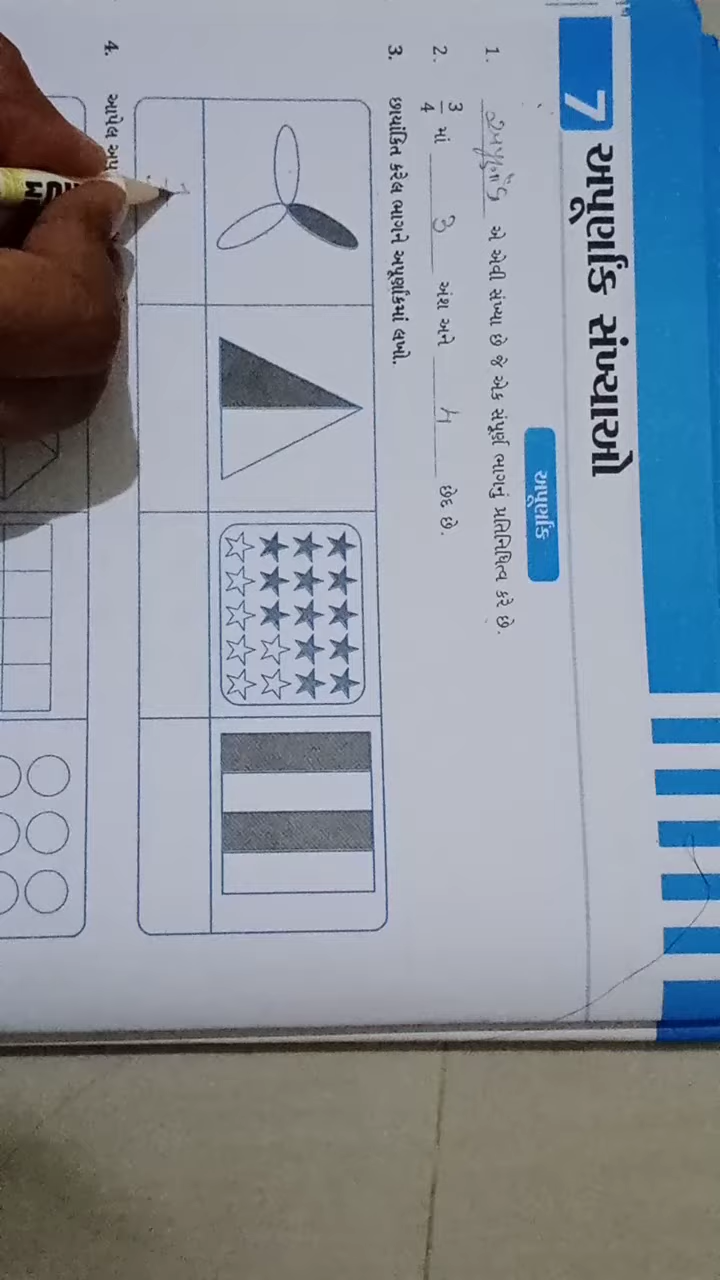 7 અપૂર્ણાંક સંખ્યાઓ
અપૂર્ણાંક
1. અપૂર્ણાંક એ એવી સંખ્યા છે જે એક સંપૂર્ણ ભાગનું પ્રતિનિધિત્વ કરે છે.
2. 3/4 માં 3 અંશ અને 4 છેદ છે.
3. છાયાંકિત કરેલ ભાગને અપૂર્ણાંકમાં લખો.
1
4. આપેલ